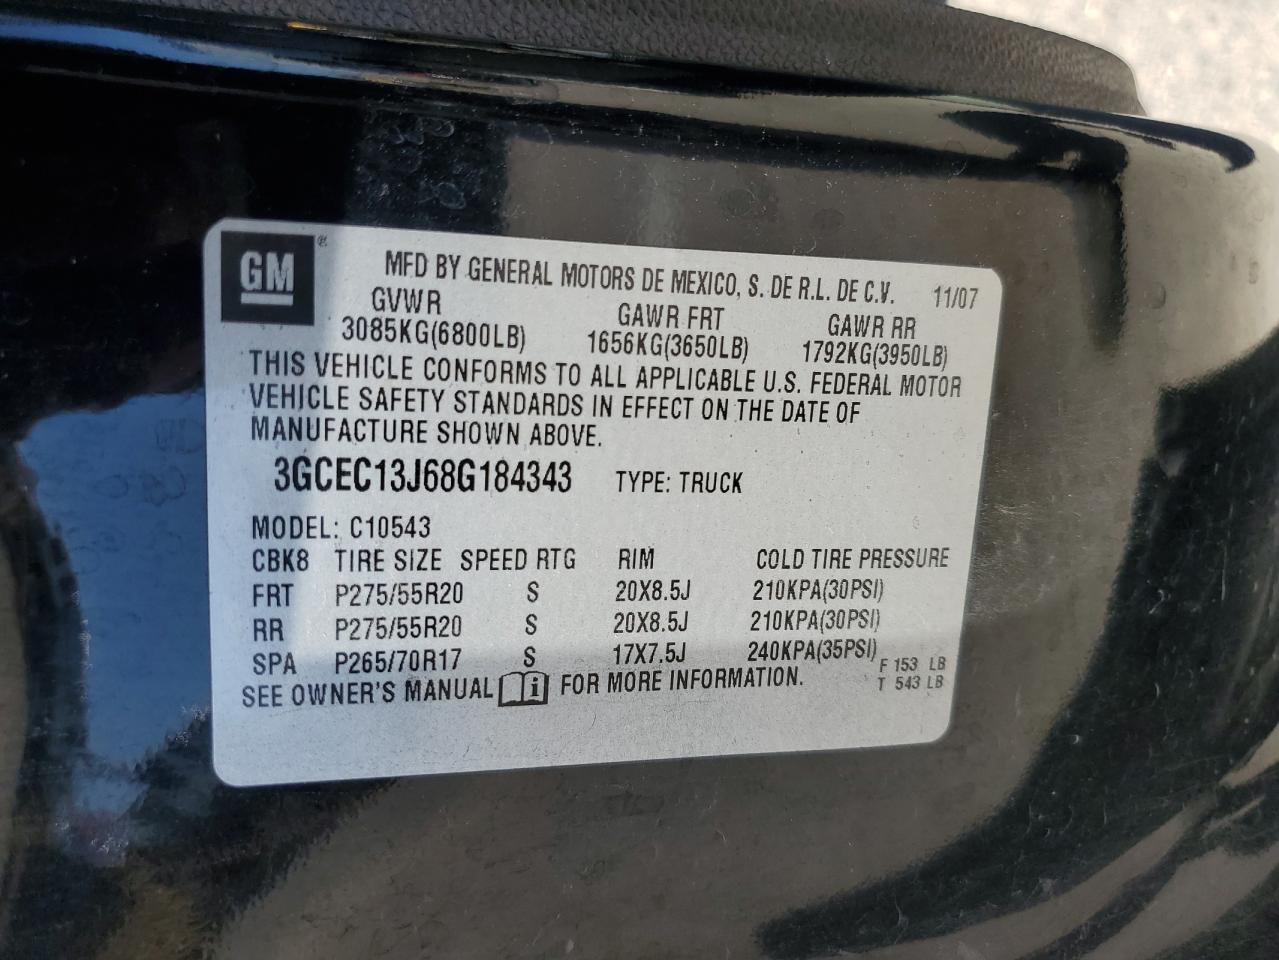 GM®
MFD BY GENERAL MOTORS DE MEXICO, S. DE R.L. DE C.V. 11/07
GVWR GAWR FRT GAWR RR
3085KG(6800LB) 1656KG(3650LB) 1792KG(3950LB)
THIS VEHICLE CONFORMS TO ALL APPLICABLE U.S. FEDERAL MOTOR
VEHICLE SAFETY STANDARDS IN EFFECT ON THE DATE OF
MANUFACTURE SHOWN ABOVE.
3GCEC13J68G184343 TYPE: TRUCK
MODEL: C10543
CBK8 TIRE SIZE SPEED RTG RIM COLD TIRE PRESSURE
FRT P275/55R20 S 20X8.5J 210KPA(30PSI)
RR P275/55R20 S 20X8.5J 210KPA(30PSI)
SPA P265/70R17 S 17X7.5J 240KPA(35PSI)
F 153 LB
T 543 LB
SEE OWNER'S MANUAL i FOR MORE INFORMATION.